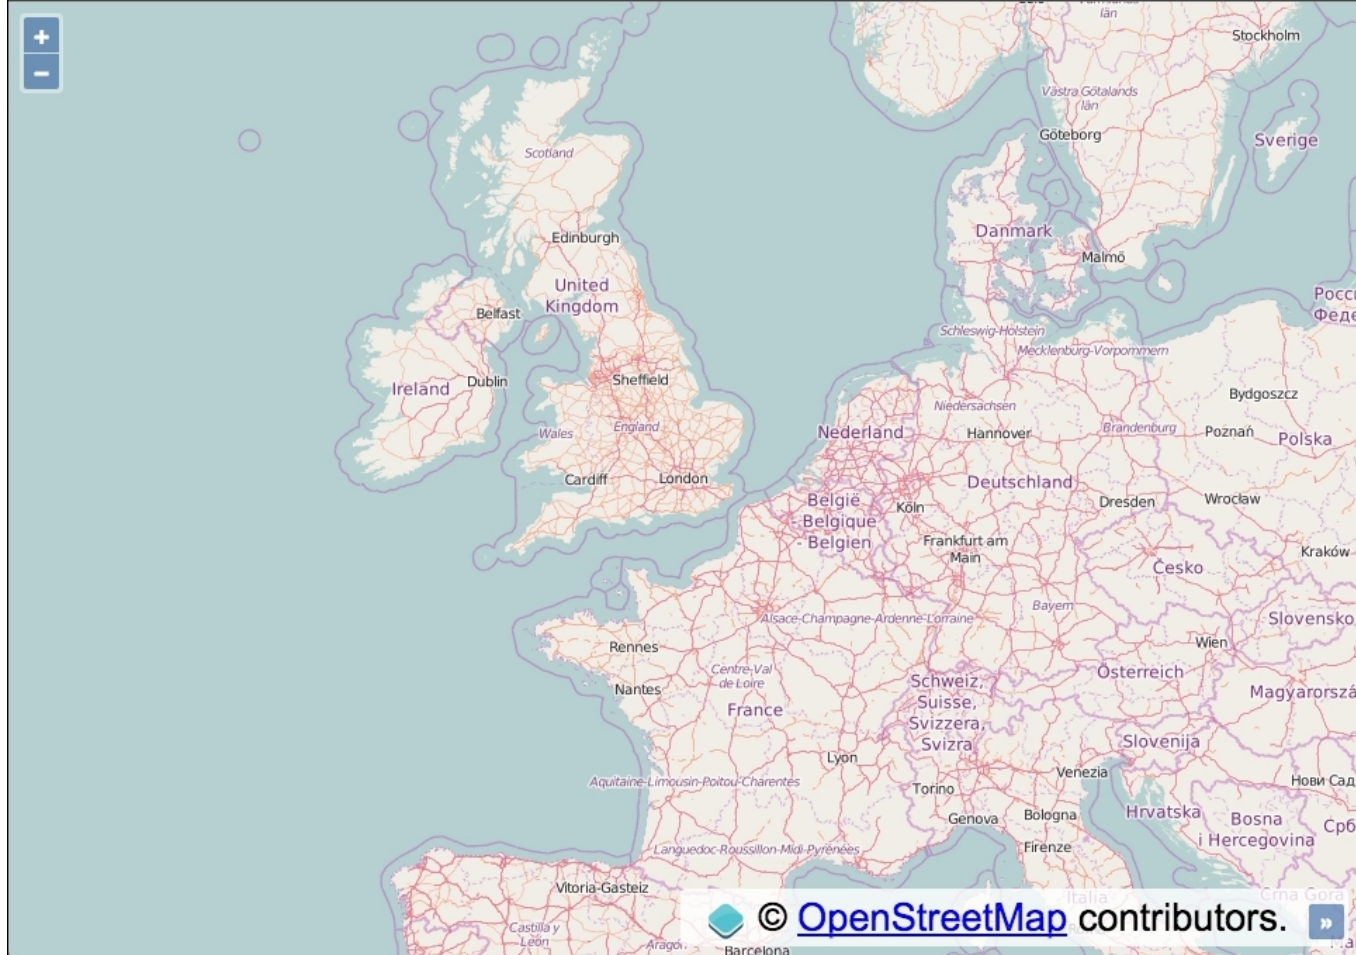 +
−
Stockholm
Västra Götalands
län
Göteborg
Sverige
Scotland
Danmark
Edinburgh
Malmö
United
Kingdom
Belfast
Schleswig-Holstein
Mecklenburg-Vorpommern
Sheffield
Dublin
Ireland
Bydgoszcz
Niedersachsen
England
Wales
Nederland
Hannover
Brandenburg
Poznań
Polska
Cardiff
London
Deutschland
België
- Belgique
- Belgien
Köln
Dresden
Wrocław
Frankfurt am
Main
Česko
Kraków
Bayern
Alsace-Champagne-Ardenne-Lorraine
Slovensko
Rennes
Wien
Centre-Val
de Loire
Österreich
Schweiz,
Suisse,
Svizzera,
Svizra
Nantes
France
Magyarorszá
Slovenija
Lyon
Venezia
Aquitaine-Limousin-Poitou-Charentes
Torino
Нови Сад
Genova
Bologna
Hrvatska
Bosna
i Hercegovina
Срб
Firenze
Languedoc-Roussillon-Midi-Pyrénées
Vitoria-Gasteiz
Italia
Crna Gora
© OpenStreetMap contributors.
»
Castilla y
León
Aragón
Barcelona